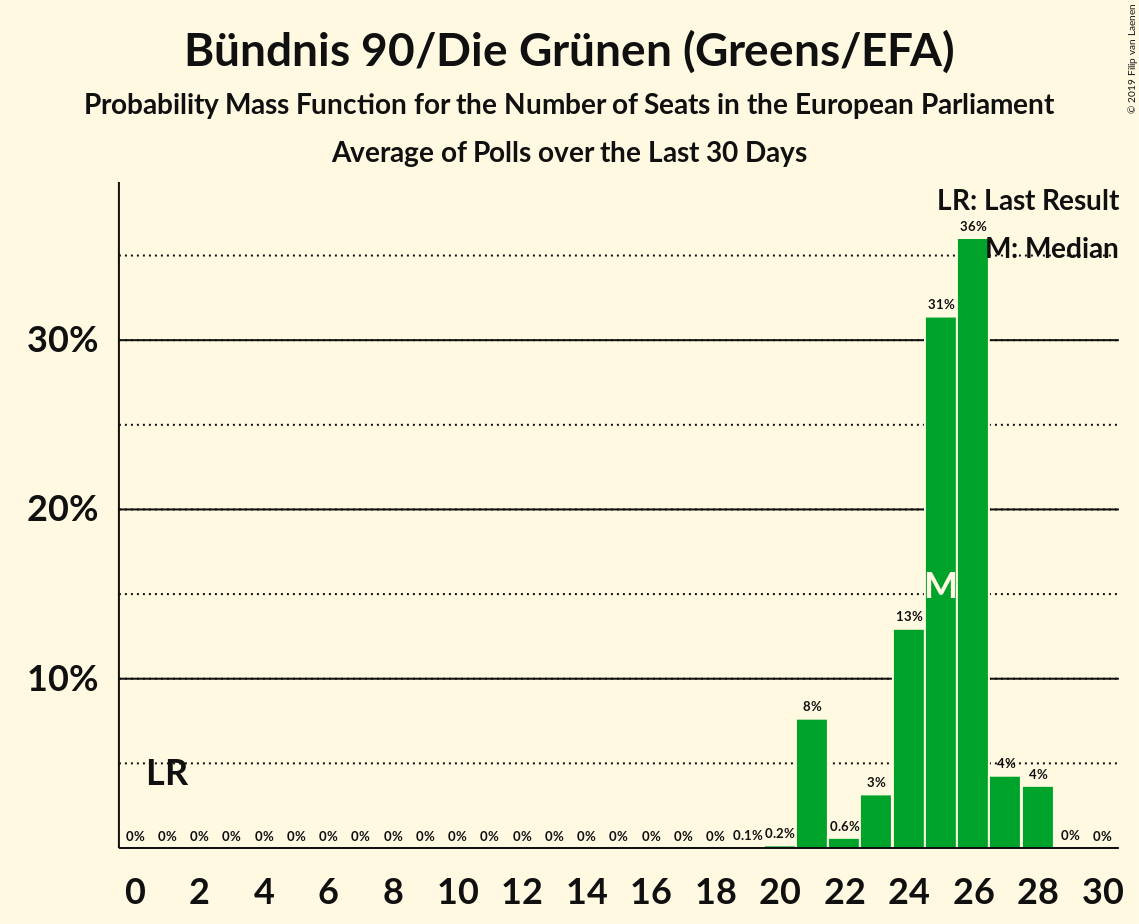 Bündnis 90/Die Grünen (Greens/EFA)
Probability Mass Function for the Number of Seats in the European Parliament
Average of Polls over the Last 30 Days
© 2019 Filip van Laenen
LR: Last Result
M: Median
36%
31%
30%
20%
M
13%
10%
8%
LR
3%
4%
4%
0% 0% 0% 0% 0% 0% 0% 0% 0% 0% 0% 0% 0% 0% 0% 0% 0% 0% 0% 0.1% 0.2% 0.6% 0% 0%
0 2 4 6 8 10 12 14 16 18 20 22 24 26 28 30